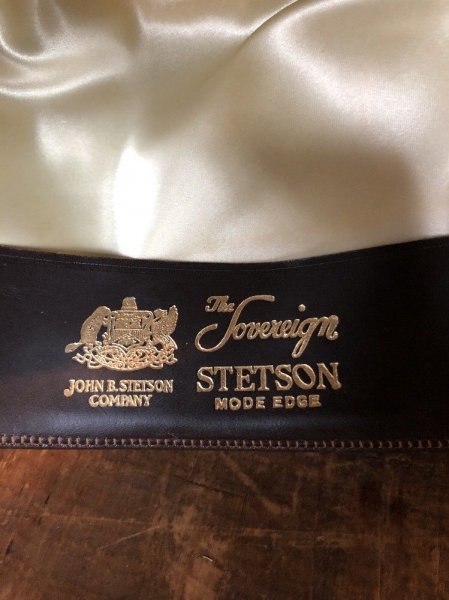 The
Sovereign
JOHN B. STETSON
COMPANY
STETSON
MODE EDGE